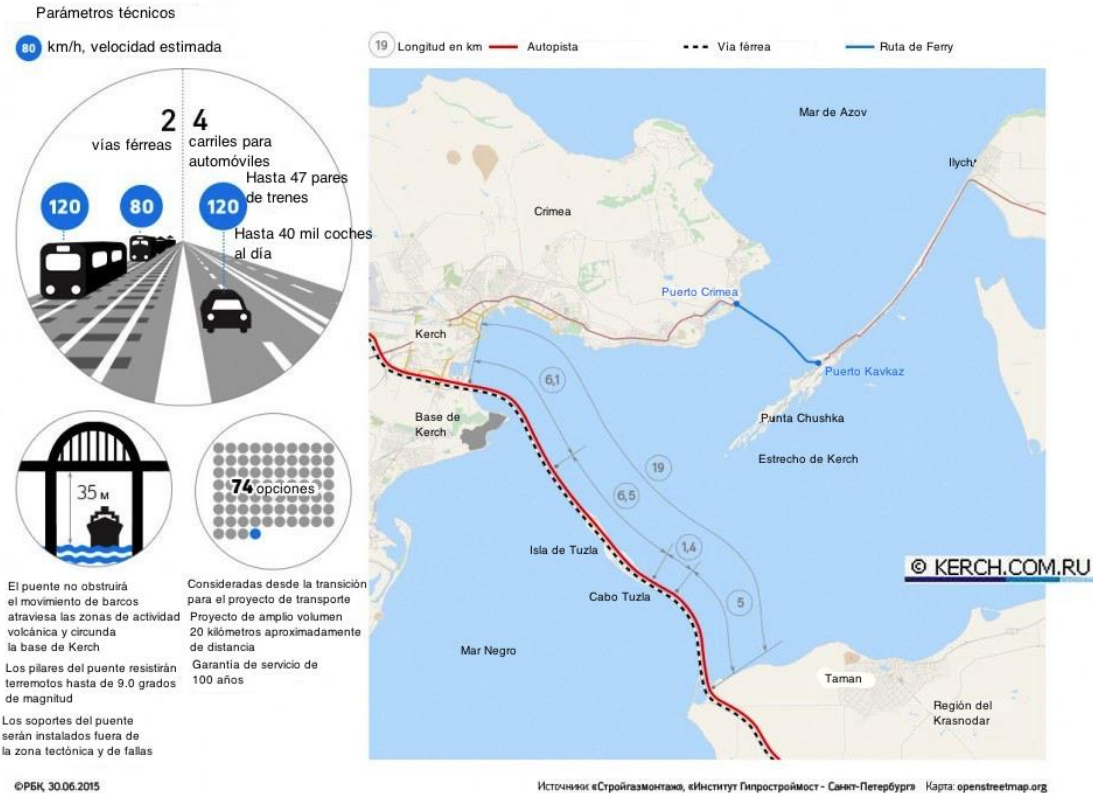 Parámetros técnicos
80 km/h, velocidad estimada
2 vías férreas
4 carriles para
automóviles
Hasta 47 pares
de trenes
120
80
120
Hasta 40 mil coches
al día
35 м
El puente no obstruirá
el movimiento de barcos
atraviesa las zonas de actividad
volcánica y circunda
la base de Kerch
Los pilares del puente resistirán
terremotos hasta de 9.0 grados
de magnitud
Los soportes del puente
serán instalados fuera de
la zona tectónica y de fallas
74 opciones
Consideradas desde la transición
para el proyecto de transporte
Proyecto de amplio volumen
20 kilómetros aproximadamente
de distancia
Garantía de servicio de
100 años
19 Longitud en km
Autopista
Vía férrea
Ruta de Ferry
Mar de Azov
Ilych
Crimea
Puerto Crimea
Kerch
Puerto Kavkaz
6,1
Base de
Kerch
Punta Chushka
Estrecho de Kerch
19
6,5
Isla de Tuzla
1,4
© KERCH.COM.RU
Cabo Tuzla
5
Mar Negro
Taman
Región del
Krasnodar
©РБК, 30.06.2015
Источники «Стройгазмонтаж», «Институт Гипростроймост - Санкт-Петербург» Карта: openstreetmap.org